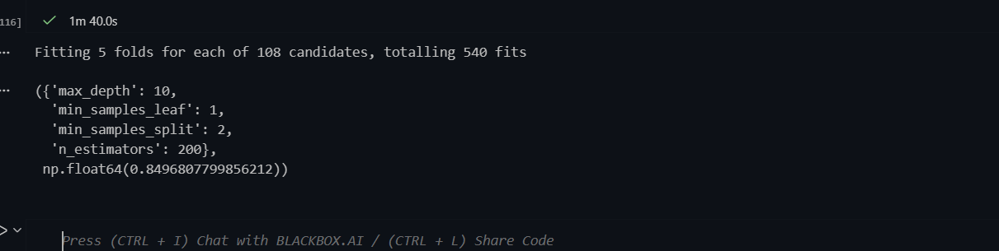 116]
1m 40.0s
... Fitting 5 folds for each of 108 candidates, totalling 540 fits
... ({'max_depth': 10,
'min_samples_leaf': 1,
'min_samples_split': 2,
'n_estimators': 200},
np.float64(0.8496807799856212))
Press (CTRL + I) Chat with BLACKBOX.AI / (CTRL + L) Share Code